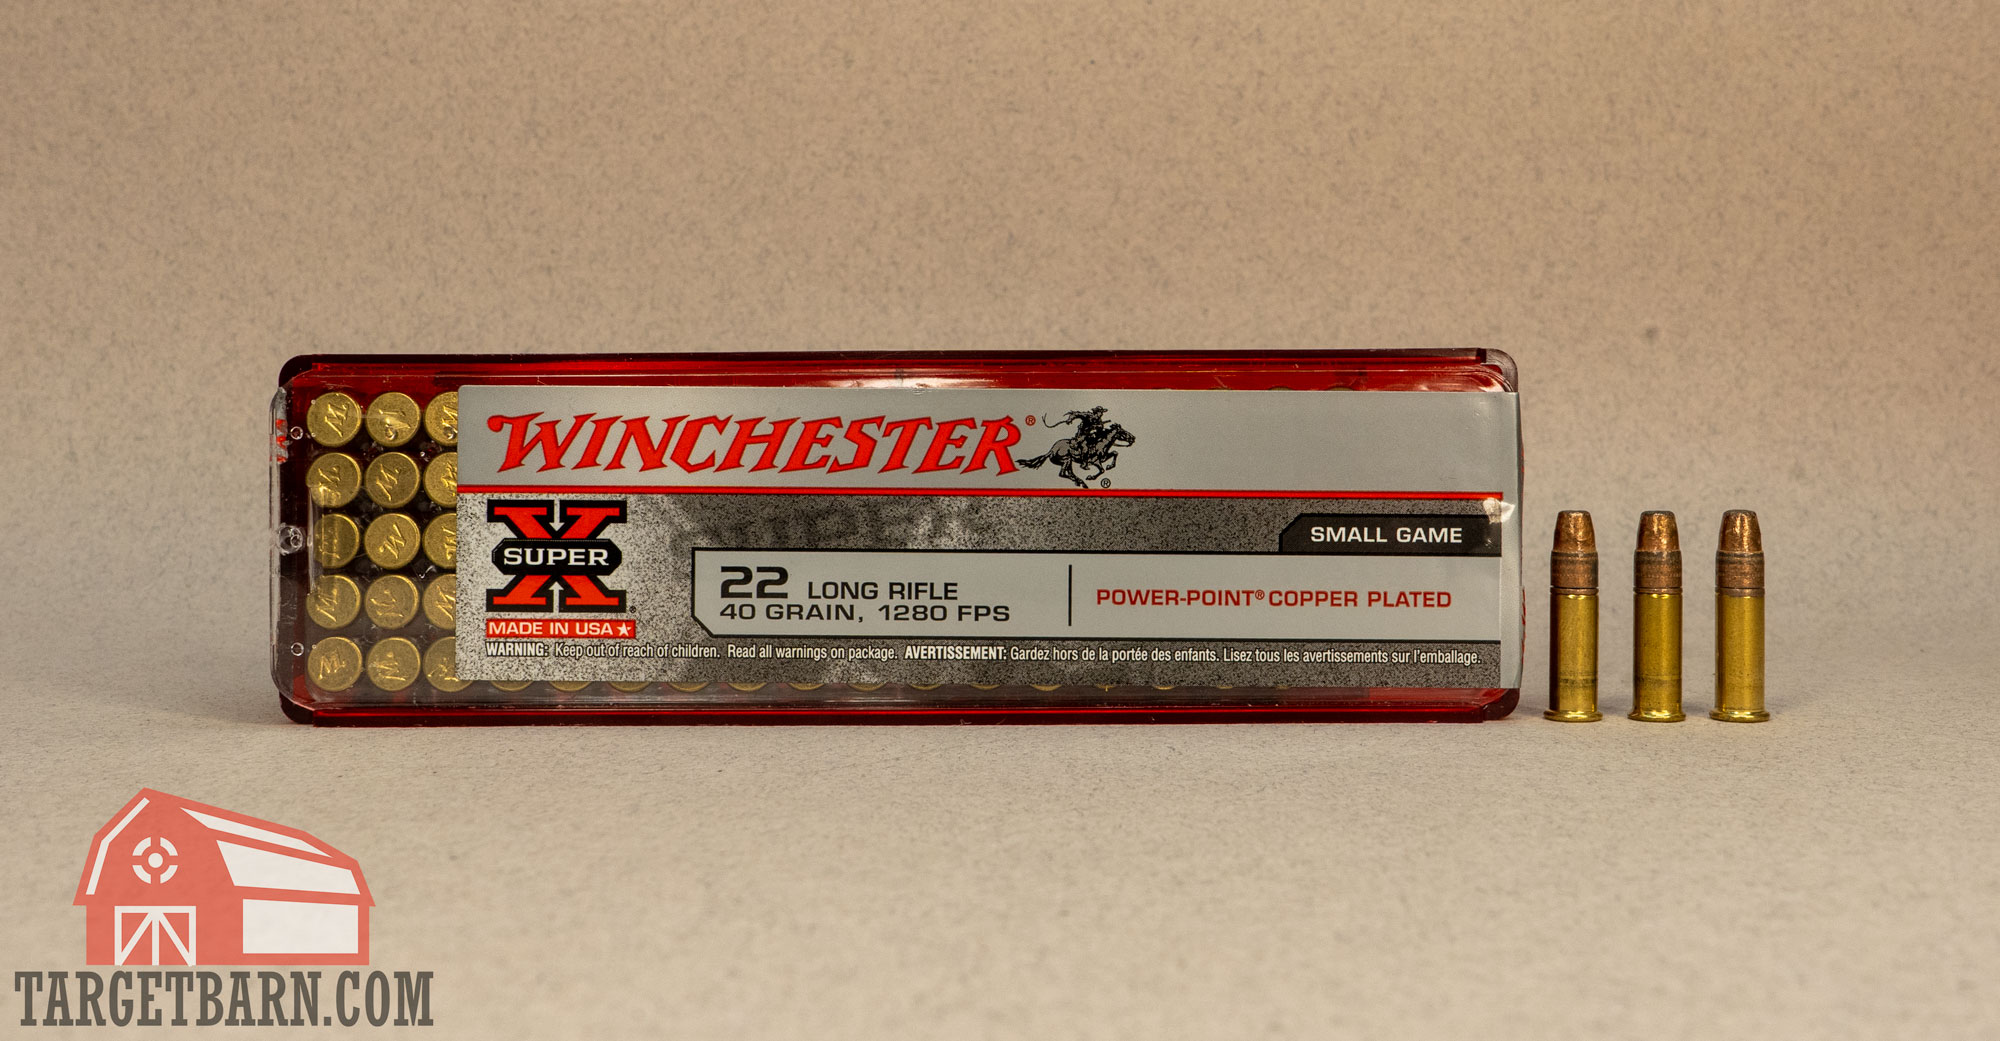 WINCHESTER®
®
SUPER X®
MADE IN USA
SMALL GAME
22 LONG RIFLE
40 GRAIN, 1280 FPS
POWER-POINT® COPPER PLATED
WARNING: Keep out of reach of children. Read all warnings on package. AVERTISSEMENT: Gardez hors de la portée des enfants. Lisez tous les avertissements sur l'emballage.
TARGETBARN.COM